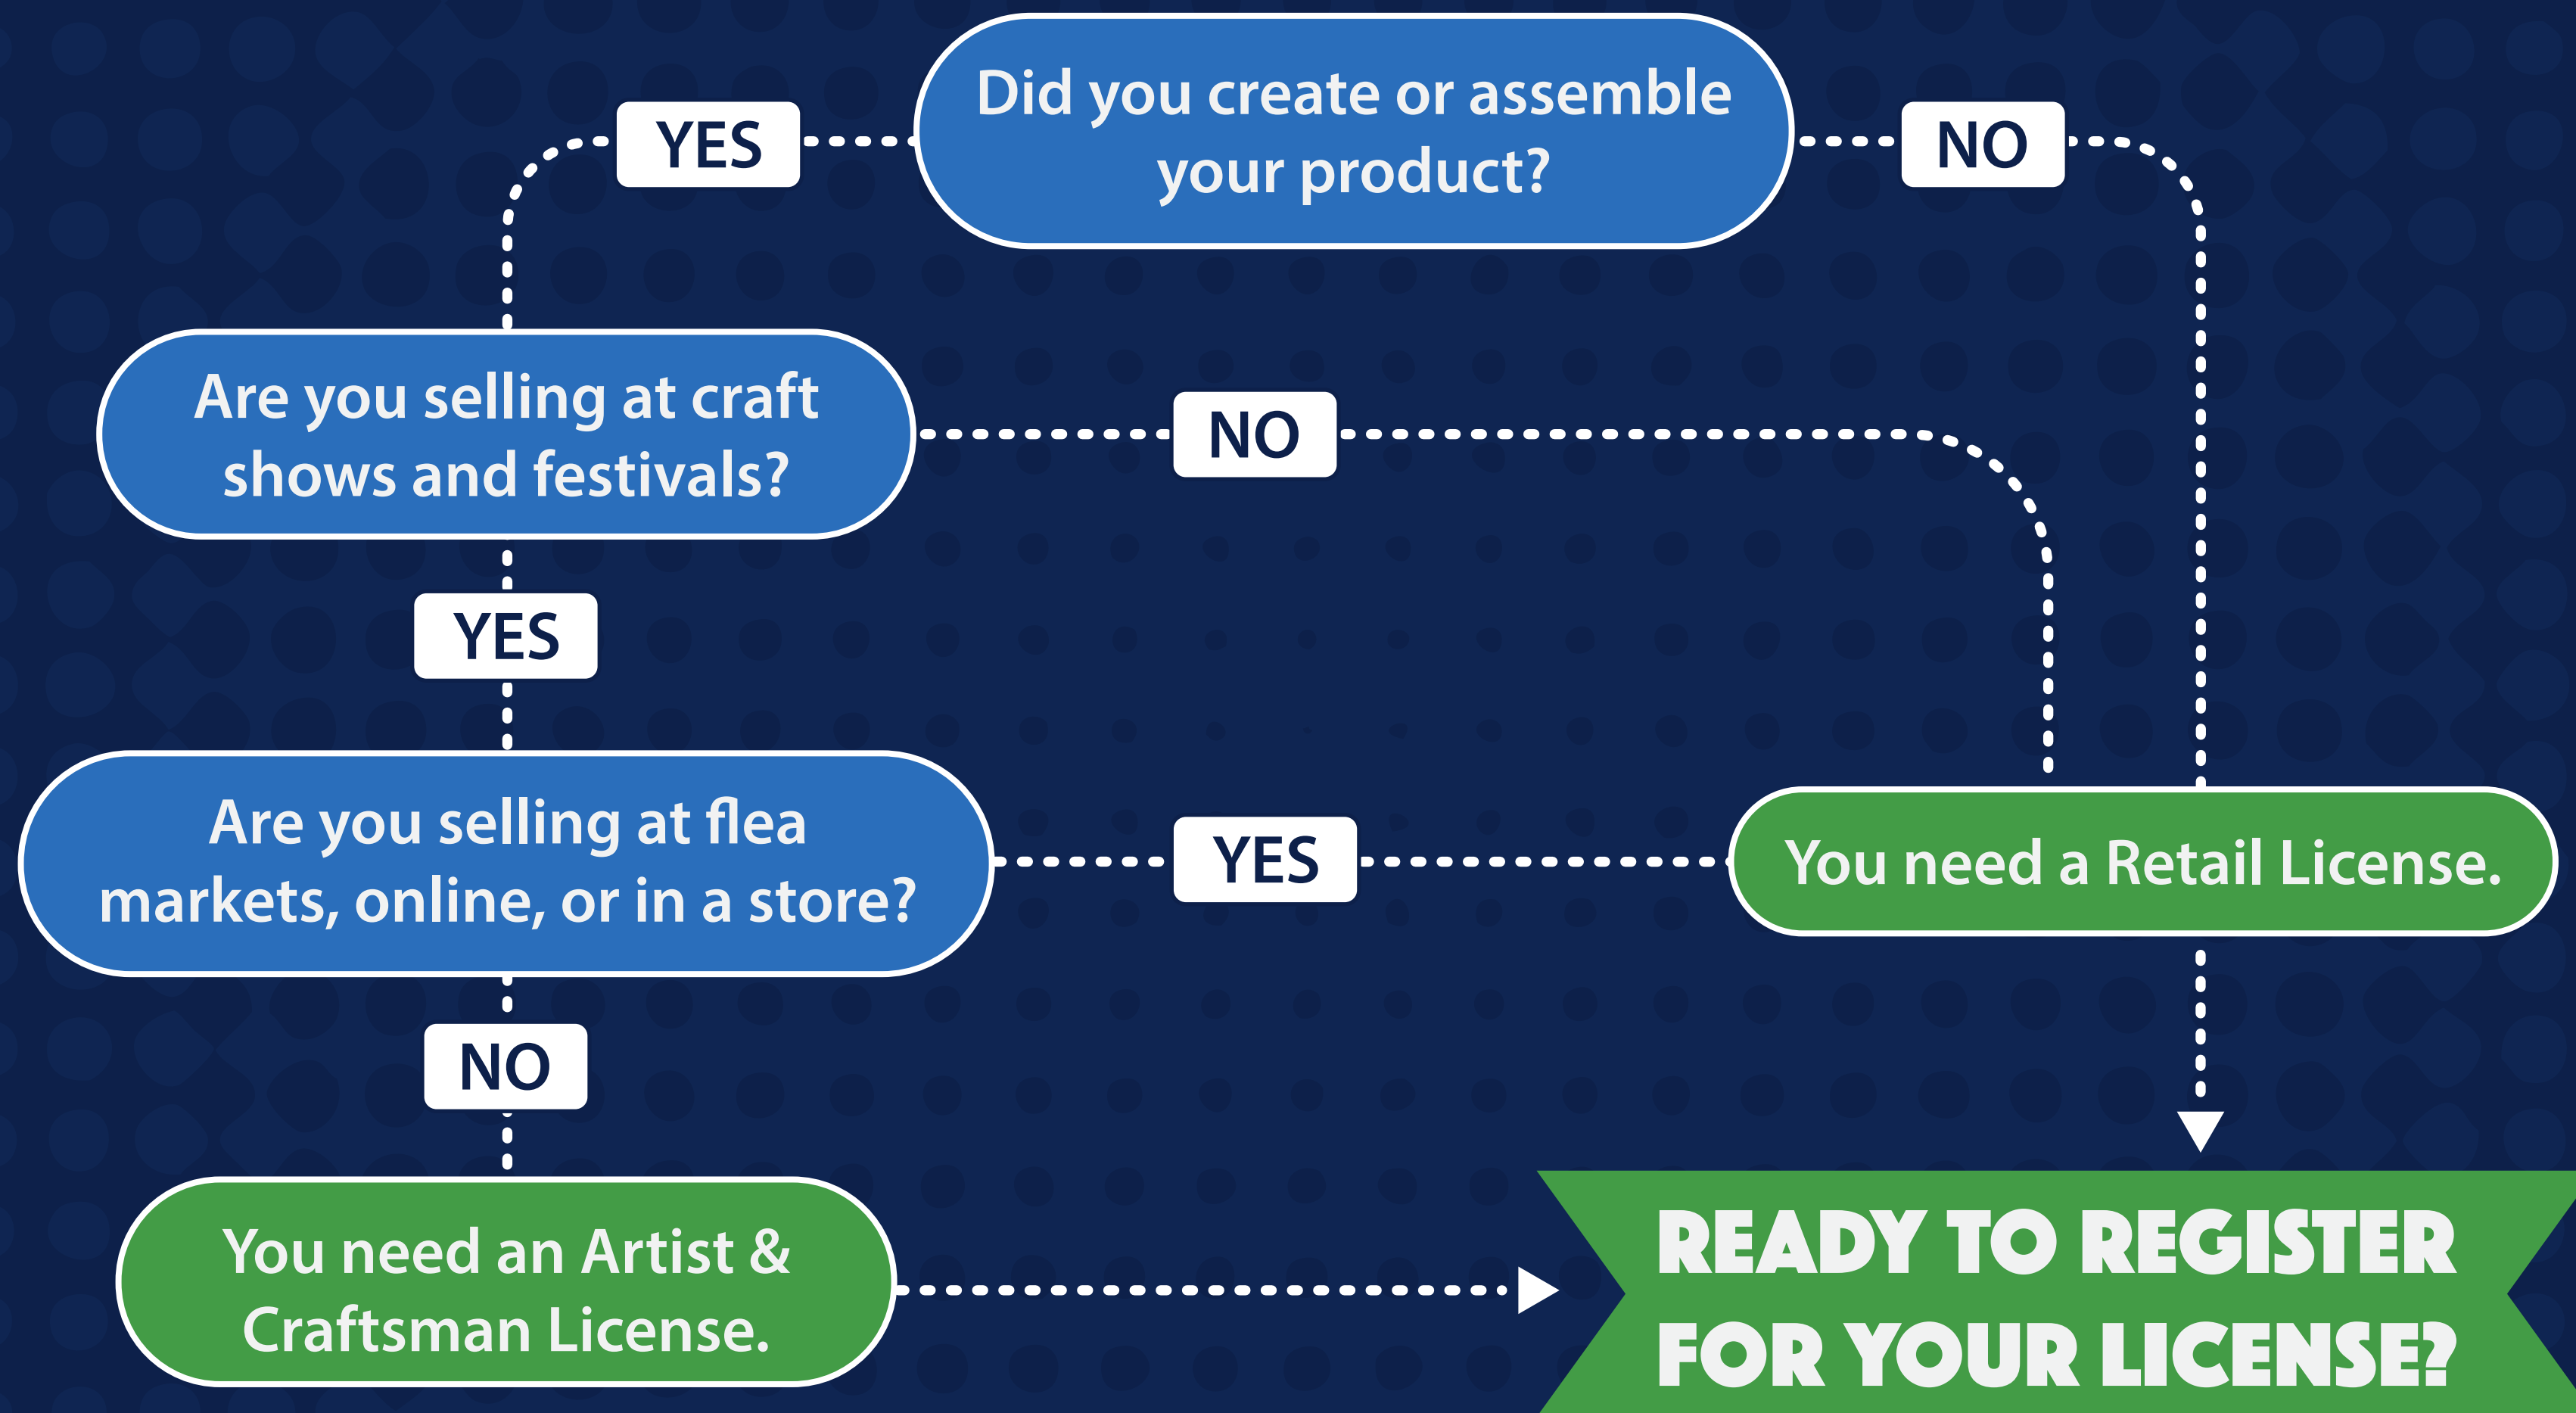 Did you create or assemble
your product?
YES
NO
Are you selling at craft
shows and festivals?
NO
YES
Are you selling at flea
markets, online, or in a store?
YES
You need a Retail License.
NO
You need an Artist &
Craftsman License.
READY TO REGISTER
FOR YOUR LICENSE?